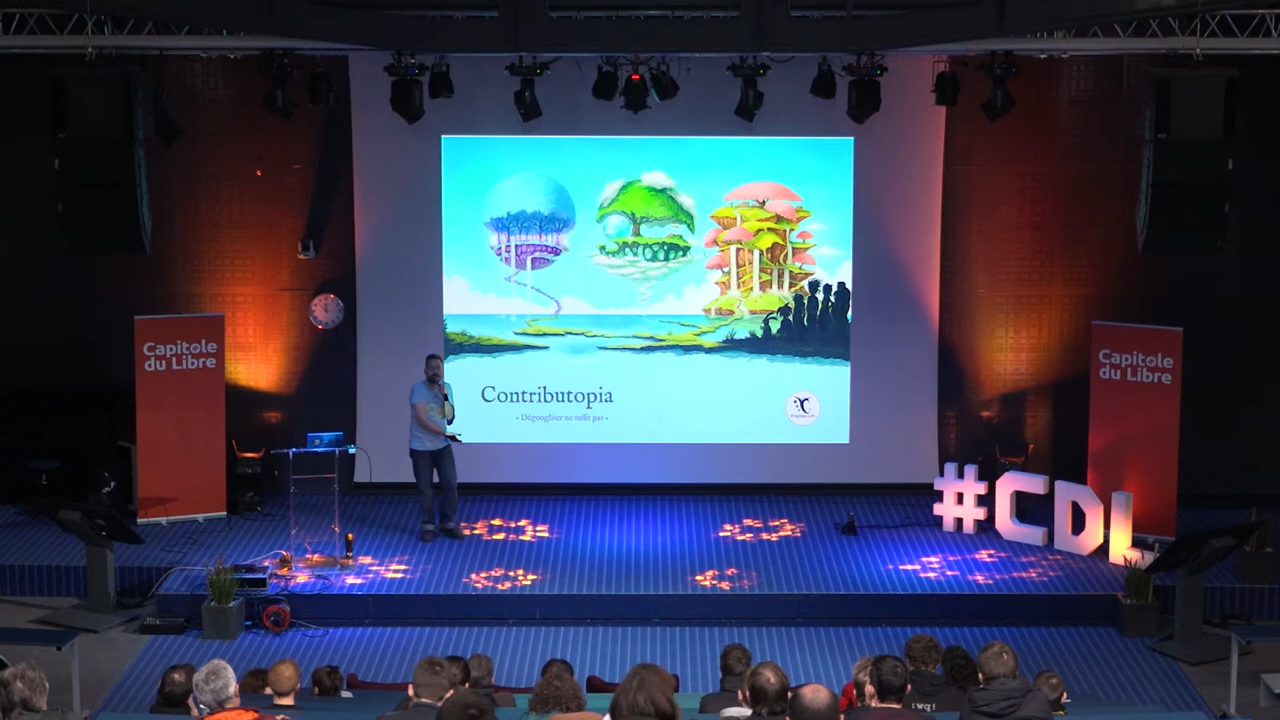 Capitole
du Libre
Contributopia
« Dégoogliser ne suffit pas »
Capitole
du Libre
#CDL